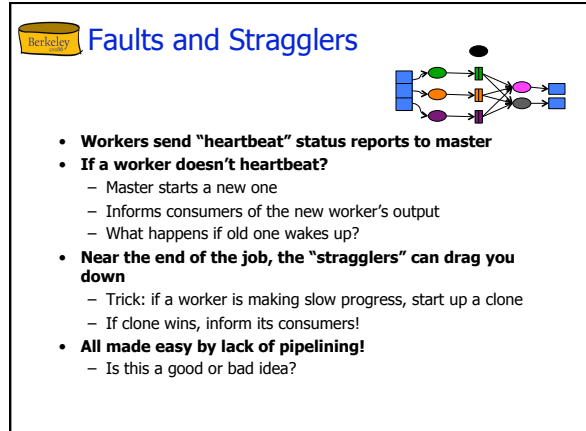 Berkeley
Faults and Stragglers
• Workers send “heartbeat” status reports to master
• If a worker doesn’t heartbeat?
– Master starts a new one
– Informs consumers of the new worker’s output
– What happens if old one wakes up?
• Near the end of the job, the “stragglers” can drag you
down
– Trick: if a worker is making slow progress, start up a clone
– If clone wins, inform its consumers!
• All made easy by lack of pipelining!
– Is this a good or bad idea?